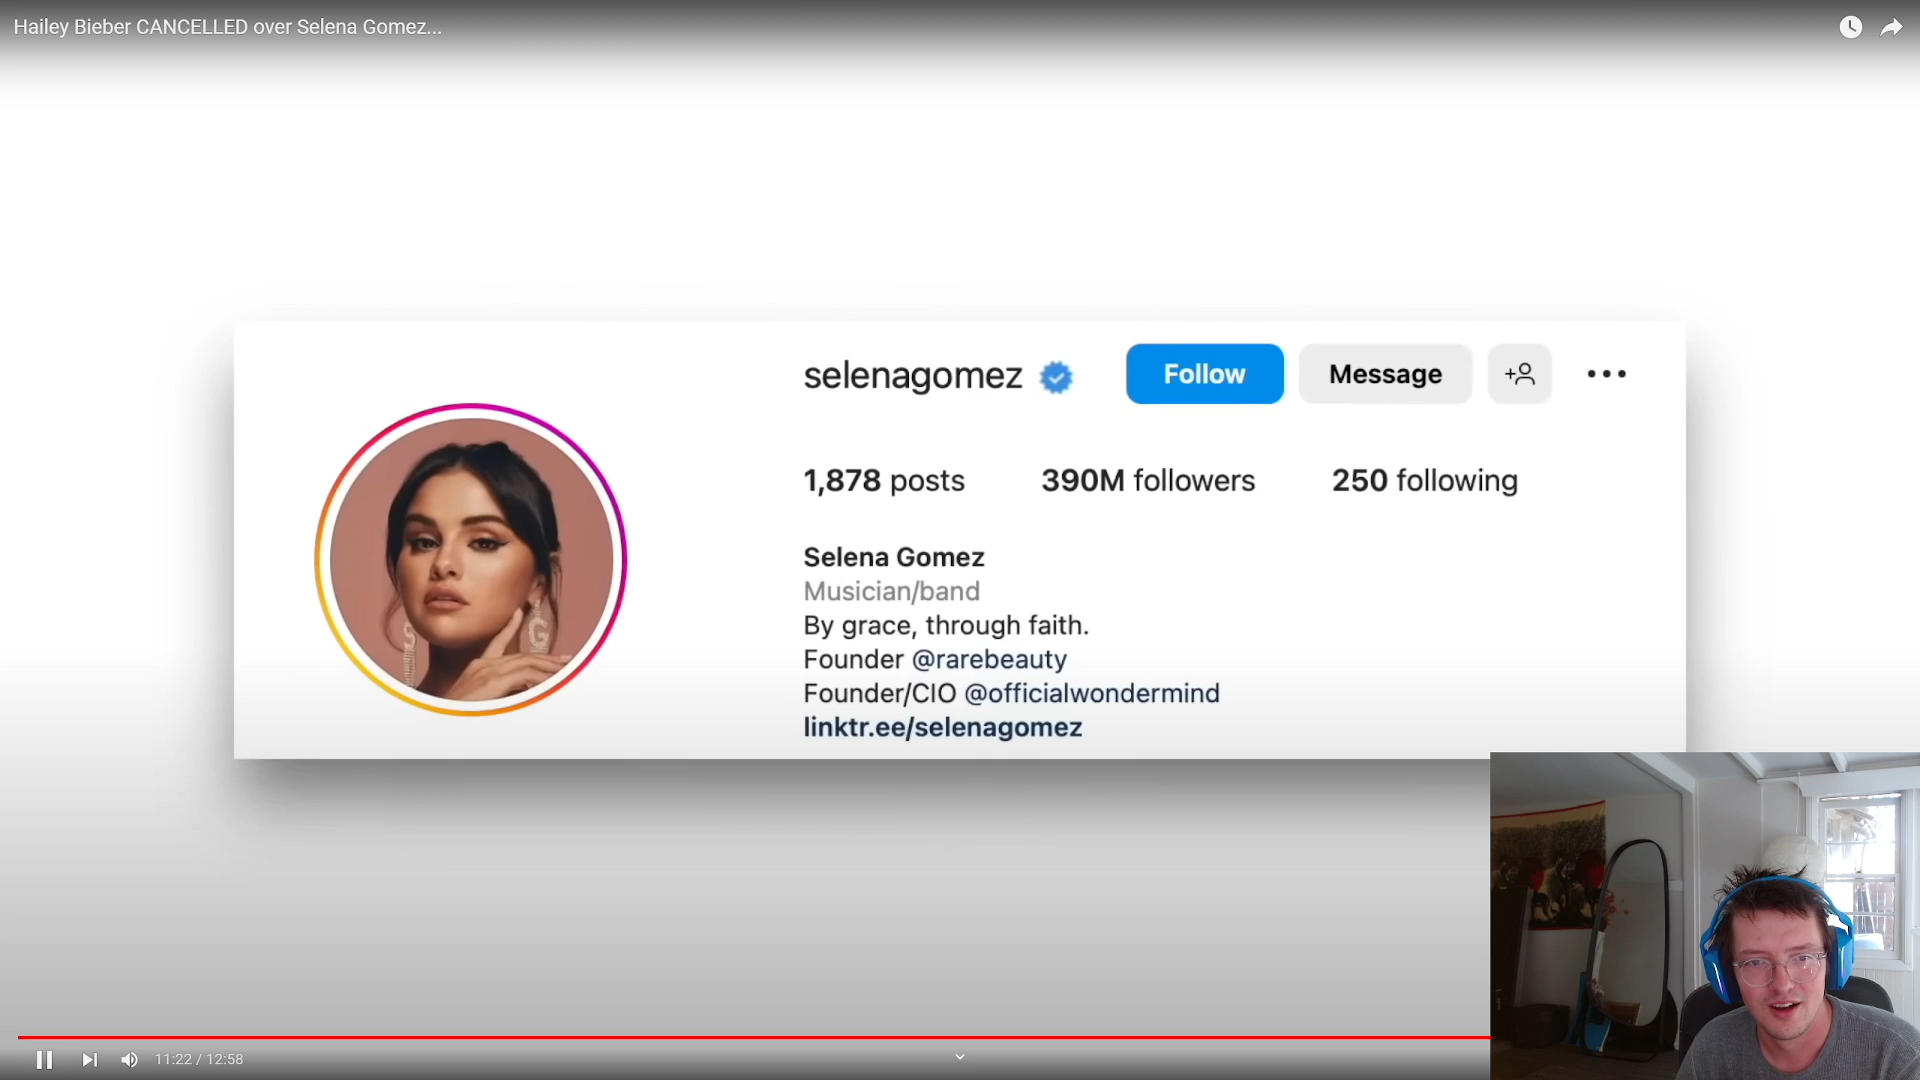 Hailey Bieber CANCELLED over Selena Gomez...
selenagomez Follow Message
1,878 posts 390M followers 250 following
Selena Gomez
Musician/band
By grace, through faith.
Founder @rarebeauty
Founder/CIO @officialwondermind
linktr.ee/selenagomez
11:22 / 12:58